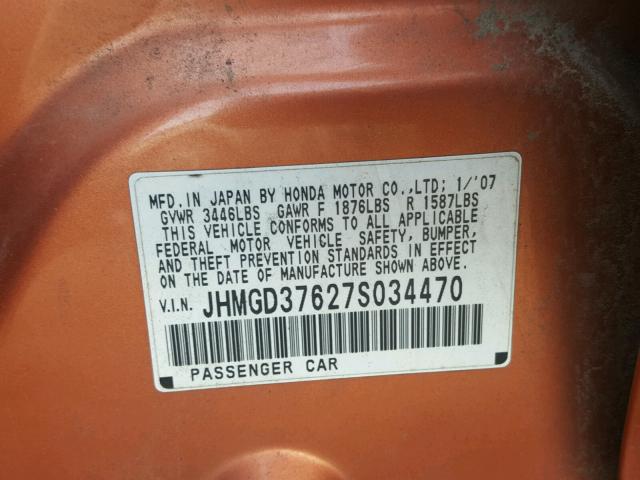 MFD. IN JAPAN BY HONDA MOTOR CO.,LTD; 1/'07
GVWR 3446LBS GAWR F 1876LBS R 1587LBS
THIS VEHICLE CONFORMS TO ALL APPLICABLE
FEDERAL MOTOR VEHICLE SAFETY, BUMPER,
AND THEFT PREVENTION STANDARDS IN EFFECT
ON THE DATE OF MANUFACTURE SHOWN ABOVE.
V.I.N. JHMGD37627S034470
PASSENGER CAR